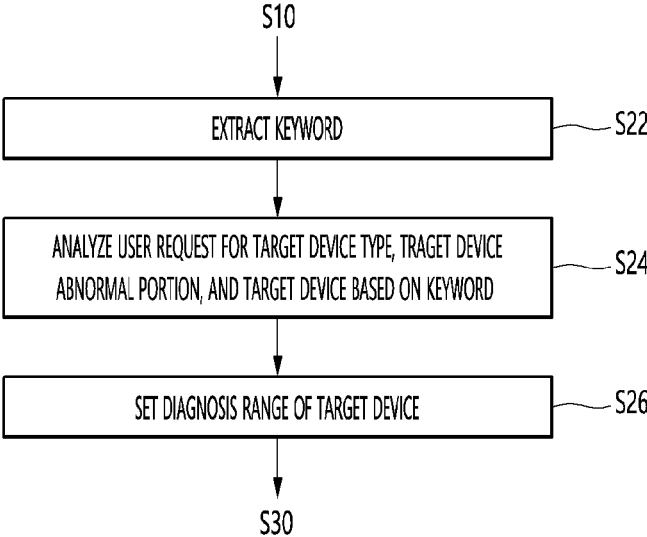 S10
EXTRACT KEYWORD
S22
ANALYZE USER REQUEST FOR TARGET DEVICE TYPE, TRAGET DEVICE
ABNORMAL PORTION, AND TARGET DEVICE BASED ON KEYWORD
S24
SET DIAGNOSIS RANGE OF TARGET DEVICE
S26
S30